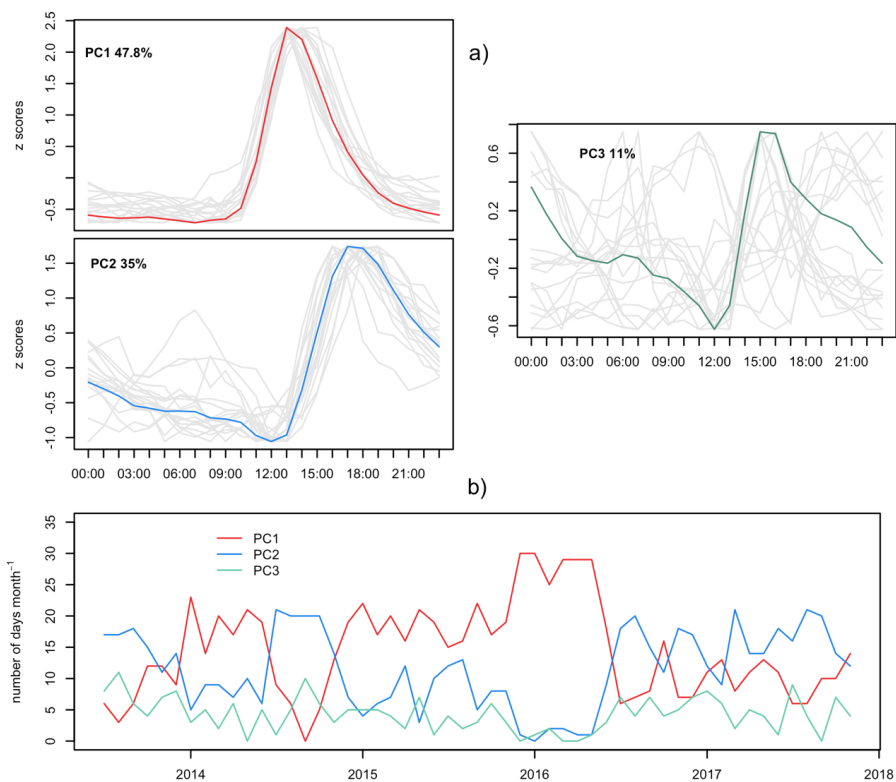 a)
PC1 47.8%
z scores
2.5
2.0
1.5
0.5
-0.5
PC2 35%
z scores
1.5
1.0
0.5
0.0
-1.0
00:00 03:00 06:00 09:00 12:00 15:00 18:00 21:00
PC3 11%
0.6
0.2
-0.2
-0.6
00:00 03:00 06:00 09:00 12:00 15:00 18:00 21:00
b)
number of days month⁻¹
35
30
25
20
15
10
5
0
PC1
PC2
PC3
2014 2015 2016 2017 2018